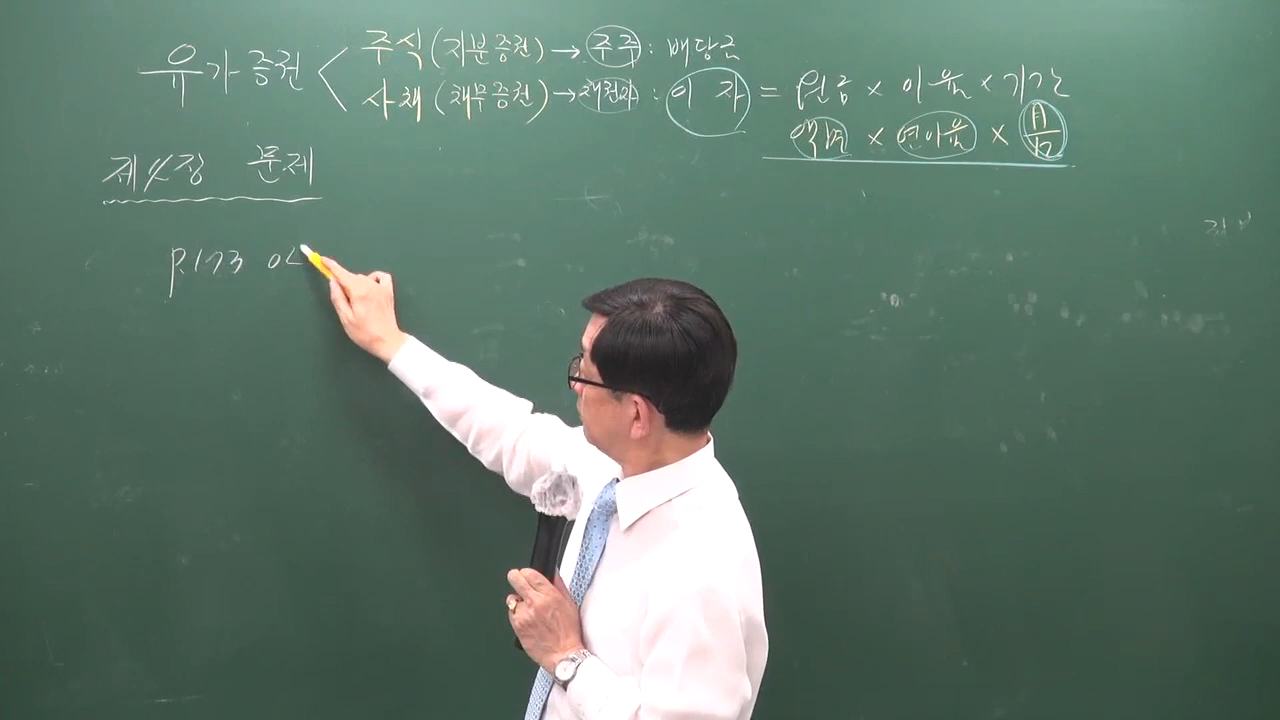 유가증권
주식(지분증권) → 주주 : 배당금
사채(채무증권) → 채권자 : 이자 = 원금 × 이율 × 기간
액면 × 연이율 × 月/12
제4장 문제
P.173 0